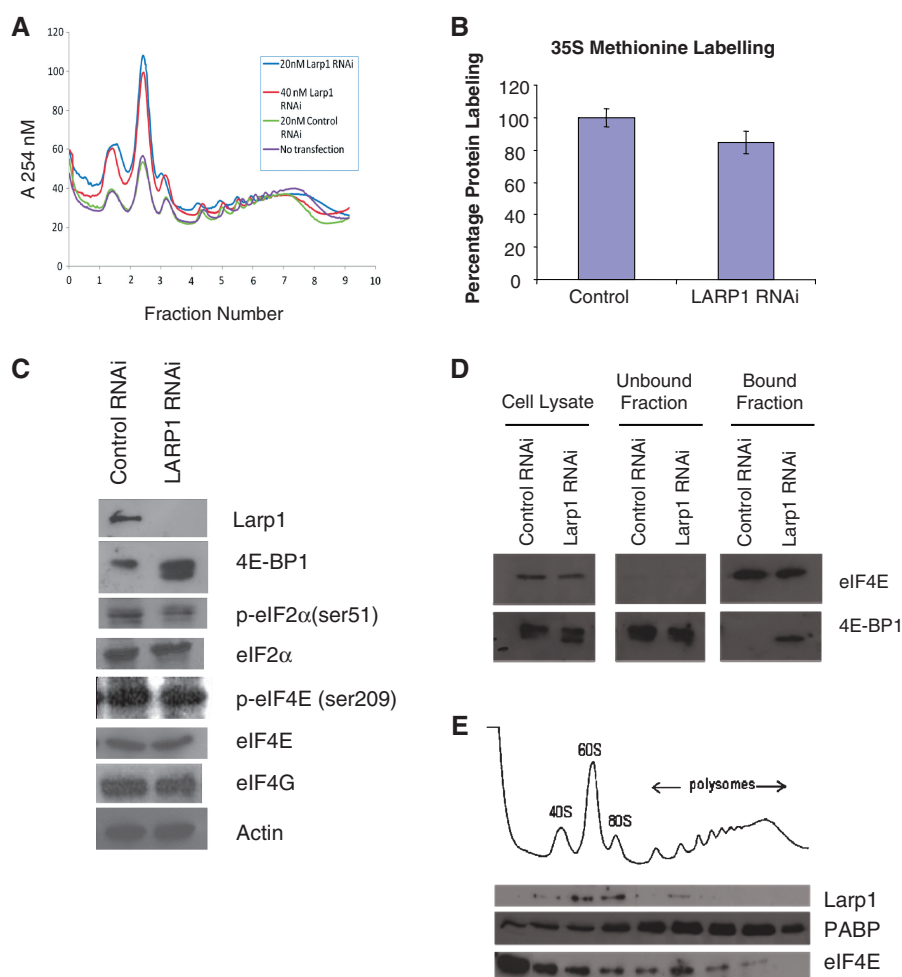 A
A 254 nM
120
100
80
60
40
20
0
0 1 2 3 4 5 6 7 8 9 10
Fraction Number
20nM Larp1 RNAi
40 nM Larp1
RNAi
20nM Control
RNAi
No transfection
B
35S Methionine Labelling
Percentage Protein Labeling
120
100
80
60
40
20
0
Control LARP1 RNAi
C
Control RNAi
LARP1 RNAi
Larp1
4E-BP1
p-eIF2α(ser51)
eIF2α
p-eIF4E (ser209)
eIF4E
eIF4G
Actin
D
Cell Lysate
Unbound
Fraction
Bound
Fraction
Control RNAi
Larp1 RNAi
Control RNAi
Larp1 RNAi
Control RNAi
Larp1 RNAi
eIF4E
4E-BP1
E
40S
60S
80S
polysomes
Larp1
PABP
eIF4E